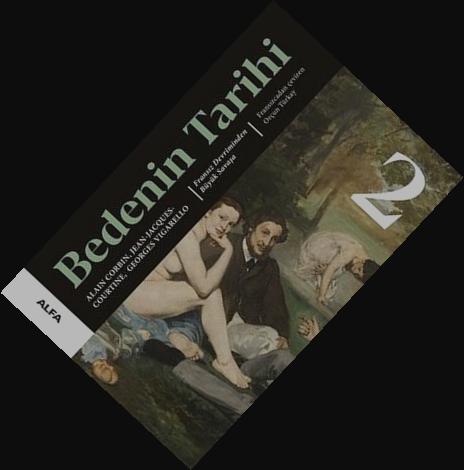 Bedenin Tarihi
ALAIN CORBIN, JEAN-JACQUES-
COURTINE, GEORGES VIGARELLO
Fransız Devriminden
Büyük Savaşa
Fransızcadan çeviren
Orçun Türkay
2
ALFA